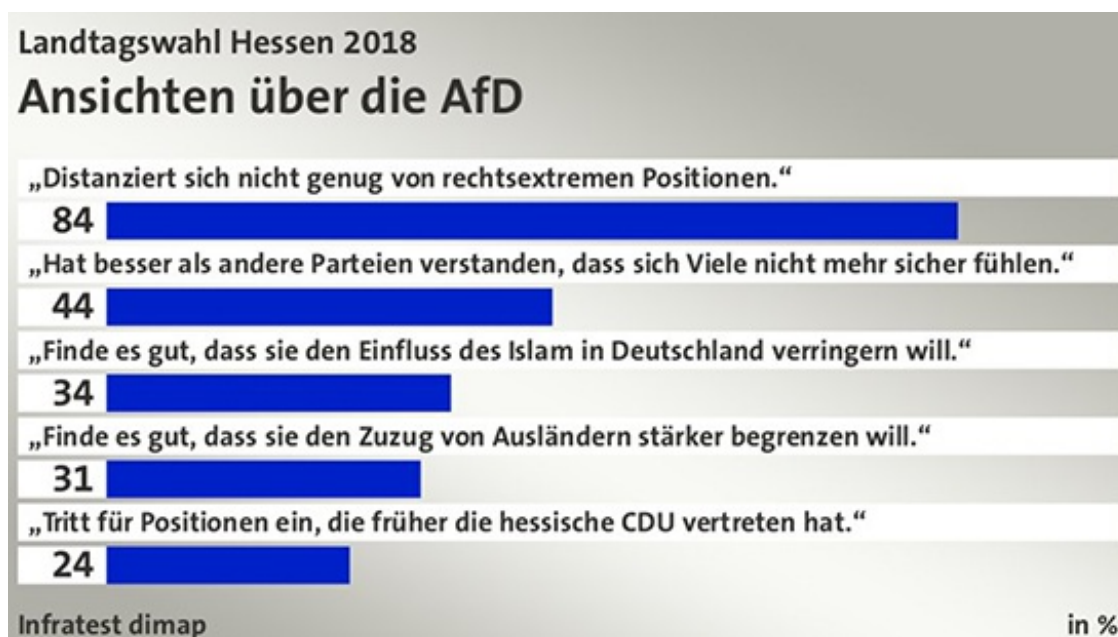 Landtagswahl Hessen 2018
Ansichten über die AfD
„Distanziert sich nicht genug von rechtsextremen Positionen.“
84
„Hat besser als andere Parteien verstanden, dass sich Viele nicht mehr sicher fühlen.“
44
„Finde es gut, dass sie den Einfluss des Islam in Deutschland verringern will.“
34
„Finde es gut, dass sie den Zuzug von Ausländern stärker begrenzen will.“
31
„Tritt für Positionen ein, die früher die hessische CDU vertreten hat.“
24
Infratest dimap in %